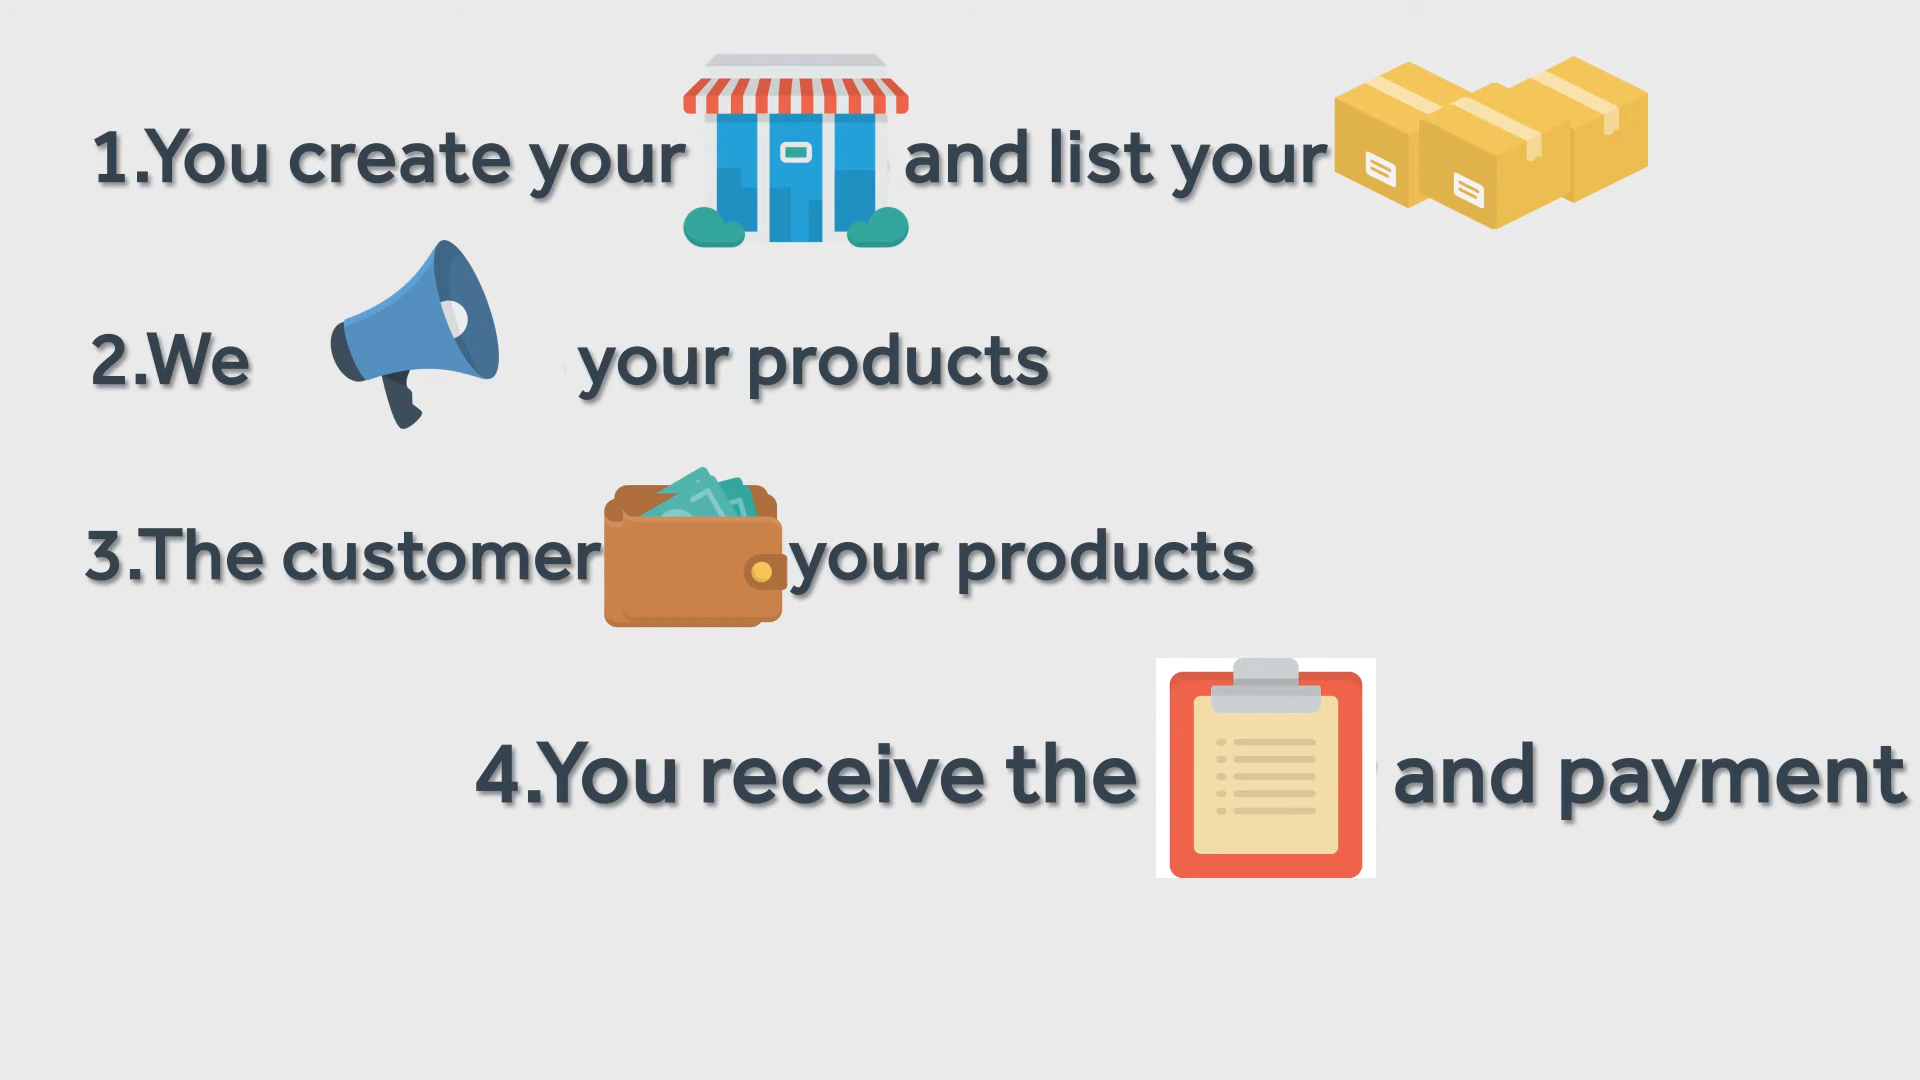 1.You create your and list your
2.We your products
3.The customer your products
4.You receive the and payment